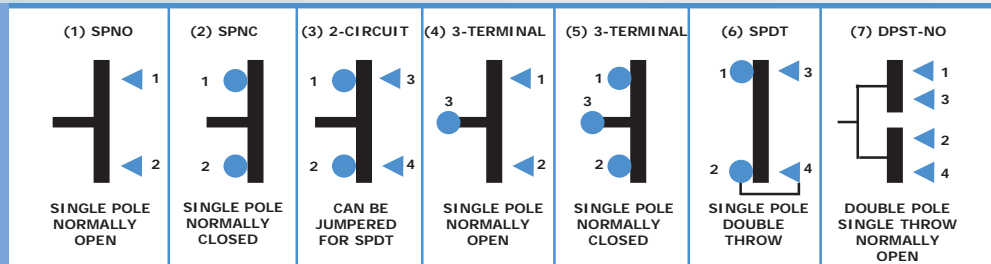 (1) SPNO
1
2
SINGLE POLE
NORMALLY
OPEN
(2) SPNC
1
2
SINGLE POLE
NORMALLY
CLOSED
(3) 2-CIRCUIT
1
3
2
4
CAN BE
JUMPERED
FOR SPDT
(4) 3-TERMINAL
1
3
2
SINGLE POLE
NORMALLY
OPEN
(5) 3-TERMINAL
1
3
2
SINGLE POLE
NORMALLY
CLOSED
(6) SPDT
1
3
2
4
SINGLE POLE
DOUBLE
THROW
(7) DPST-NO
1
3
2
4
DOUBLE POLE
SINGLE THROW
NORMALLY
OPEN